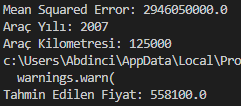 Mean Squared Error: 2946050000.0
Araç Yılı: 2007
Araç Kilometresi: 125000
c:\Users\Abdinci\AppData\Local\Pro
warnings.warn(
Tahmin Edilen Fiyat: 558100.0